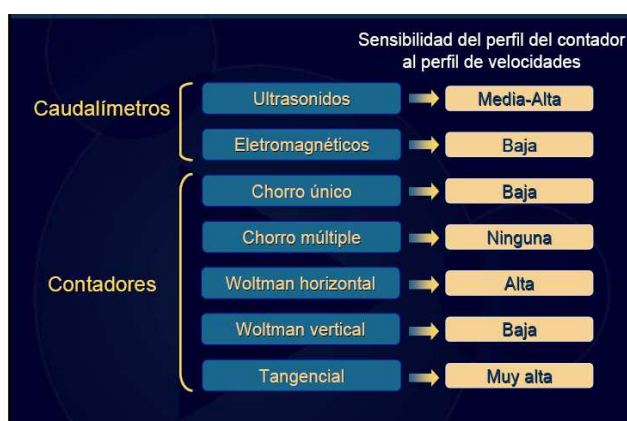 Sensibilidad del perfil del contador
al perfil de velocidades
Caudalímetros
Ultrasonidos
Media-Alta
Eletromagnéticos
Baja
Contadores
Chorro único
Baja
Chorro múltiple
Ninguna
Woltman horizontal
Alta
Woltman vertical
Baja
Tangencial
Muy alta